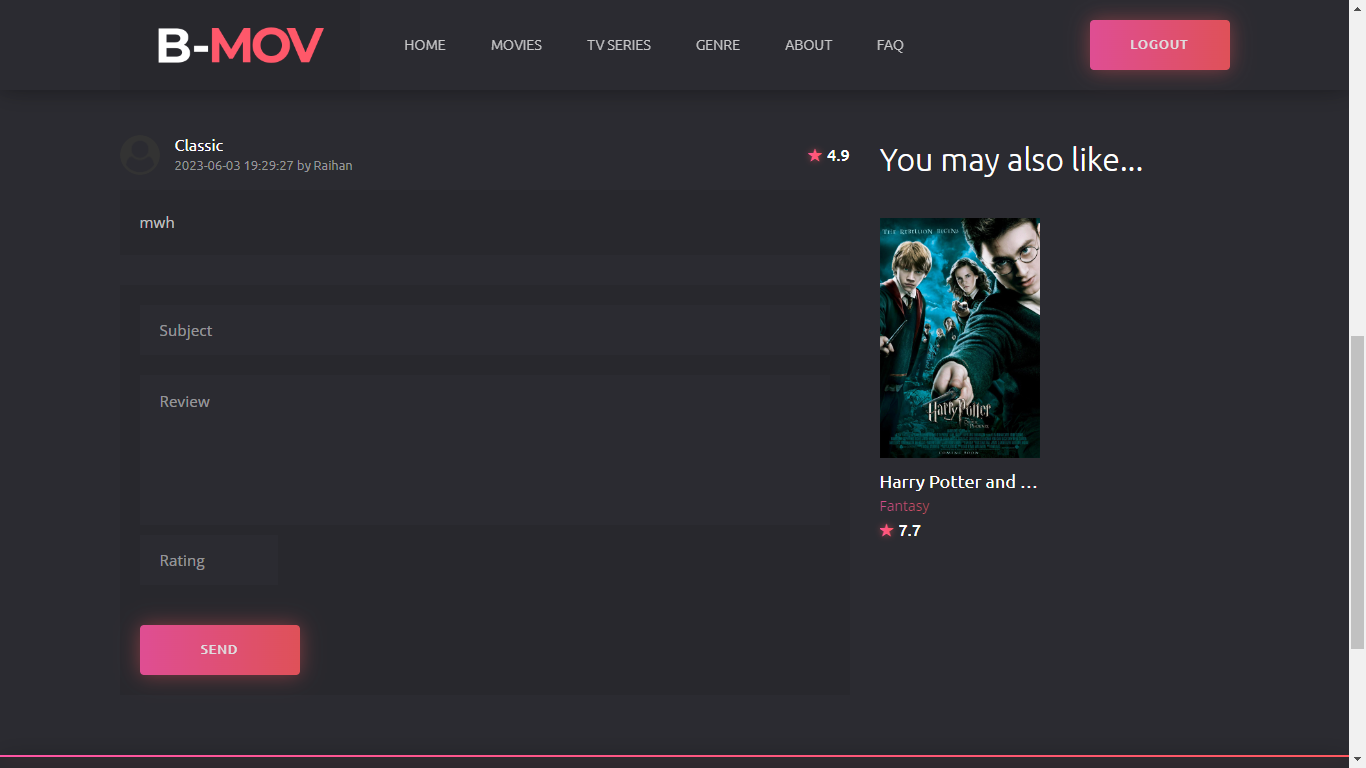 B-MOV
HOME
MOVIES
TV SERIES
GENRE
ABOUT
FAQ
LOGOUT
Classic
2023-06-03 19:29:27 by Raihan
4.9
mwh
Subject
Review
Rating
SEND
You may also like...
THE REBELLION BEGINS
Harry Potter
COMING SOON
Harry Potter and ...
Fantasy
7.7